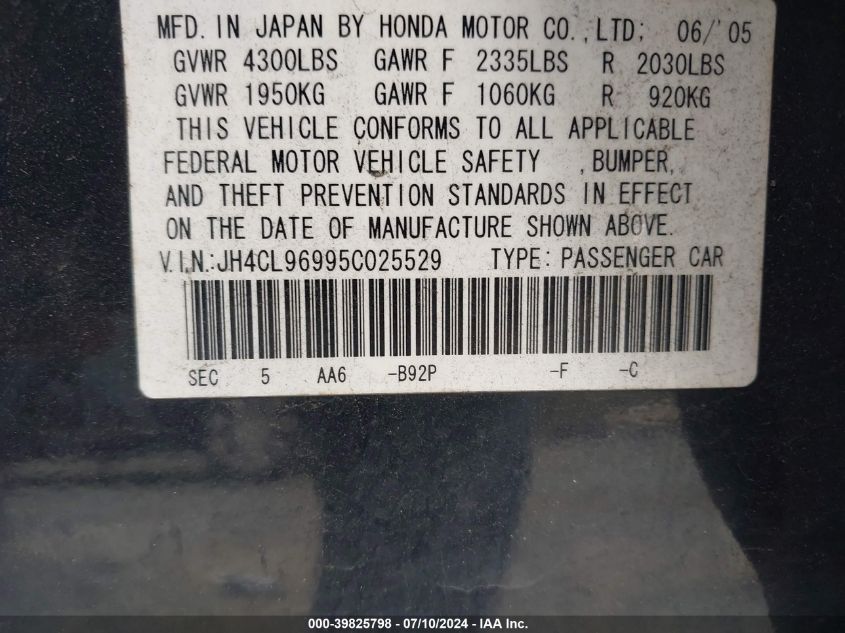 MFD. IN JAPAN BY HONDA MOTOR CO.,LTD; 06/'05
GVWR 4300LBS GAWR F 2335LBS R 2030LBS
GVWR 1950KG GAWR F 1060KG R 920KG
THIS VEHICLE CONFORMS TO ALL APPLICABLE
FEDERAL MOTOR VEHICLE SAFETY , BUMPER,
AND THEFT PREVENTION STANDARDS IN EFFECT
ON THE DATE OF MANUFACTURE SHOWN ABOVE.
V.I.N.:JH4CL96995C025529 TYPE: PASSENGER CAR
SEC 5 AA6 -B92P -F -C
000-39825798 - 07/10/2024 - IAA Inc.